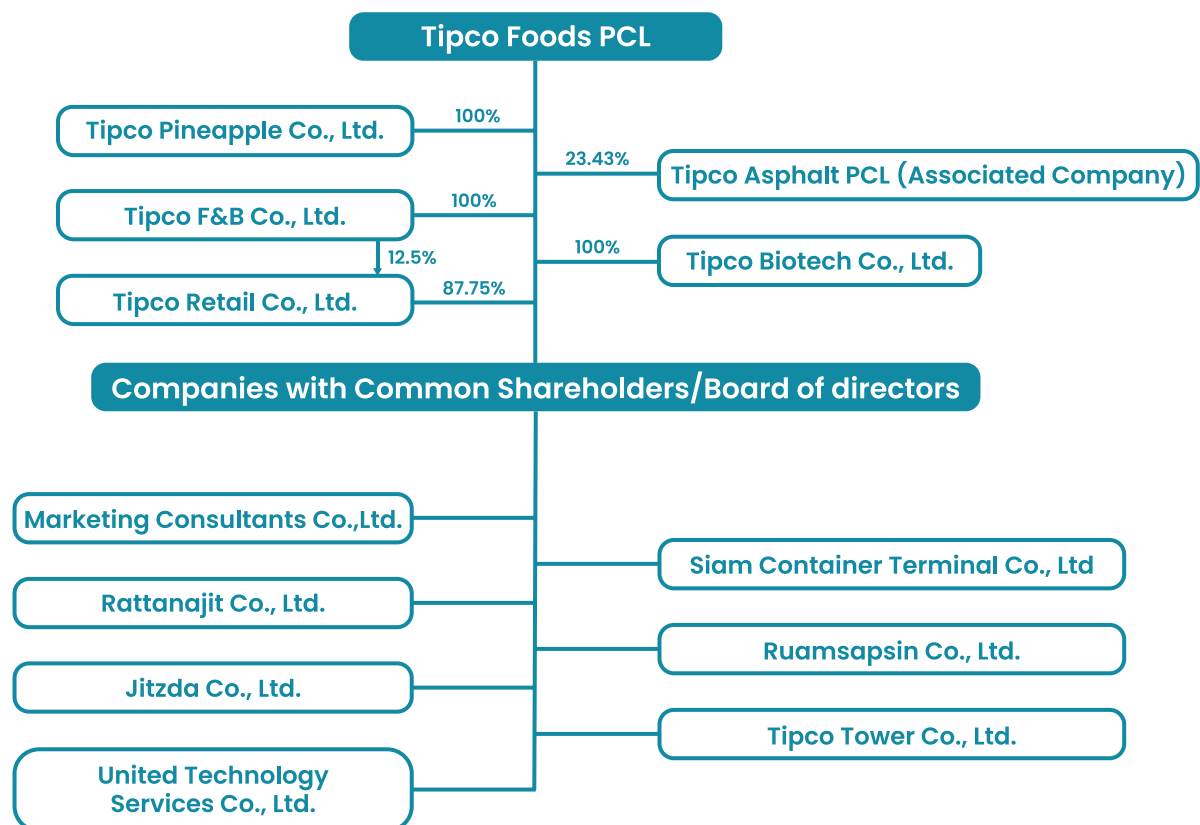 Tipco Foods PCL
100%
Tipco Pineapple Co., Ltd.
23.43%
Tipco Asphalt PCL (Associated Company)
100%
Tipco F&B Co., Ltd.
12.5%
100%
Tipco Biotech Co., Ltd.
87.75%
Tipco Retail Co., Ltd.
Companies with Common Shareholders/Board of directors
Marketing Consultants Co.,Ltd.
Siam Container Terminal Co., Ltd
Rattanajit Co., Ltd.
Ruamsapsin Co., Ltd.
Jitzda Co., Ltd.
Tipco Tower Co., Ltd.
United Technology
Services Co., Ltd.